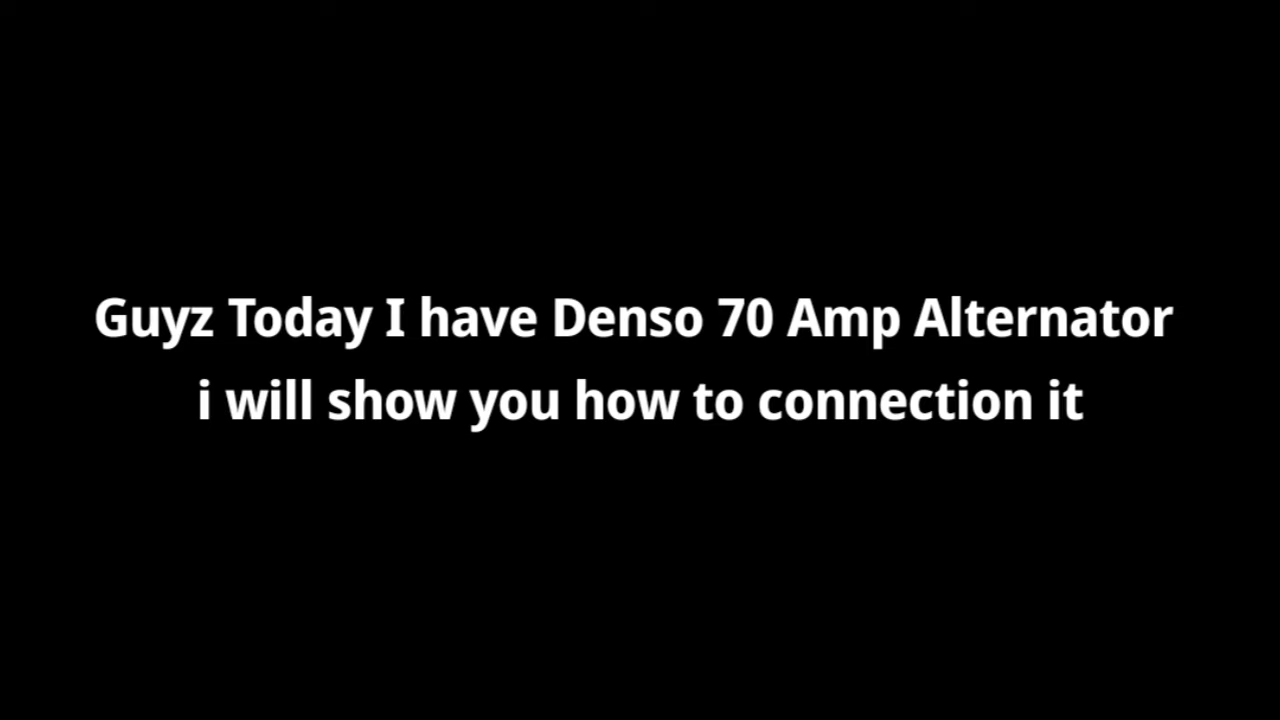 Guyz Today I have Denso 70 Amp Alternator
i will show you how to connection it